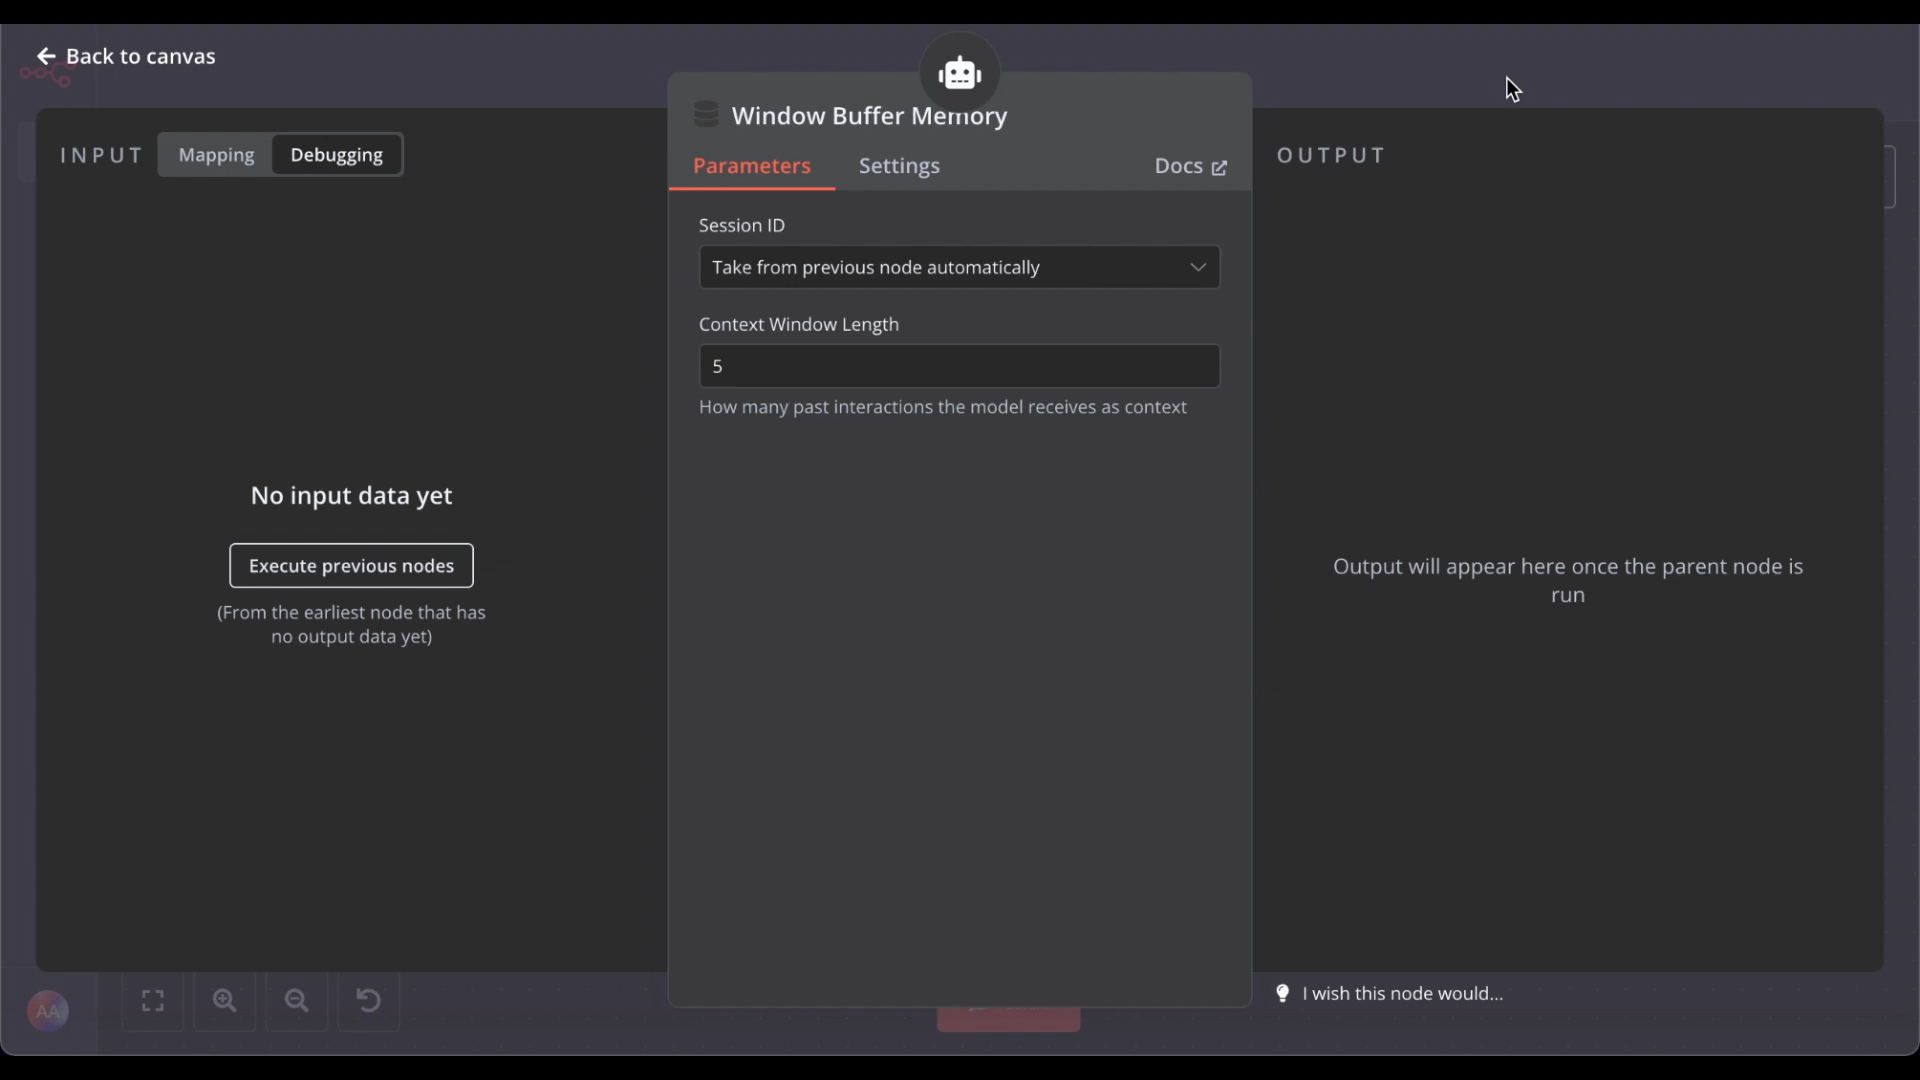 Back to canvas
Window Buffer Memory
INPUT
Mapping
Debugging
Parameters
Settings
Docs
OUTPUT
Session ID
Take from previous node automatically
Context Window Length
5
How many past interactions the model receives as context
No input data yet
Execute previous nodes
(From the earliest node that has
no output data yet)
Output will appear here once the parent node is
run
I wish this node would...
AA